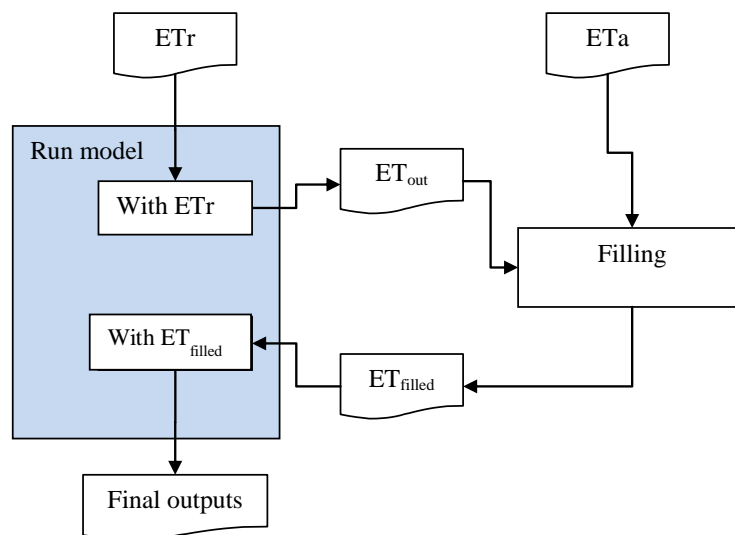 ETr
ETa
Run model
With ETr
ETout
Filling
With ETfilled
ETfilled
Final outputs